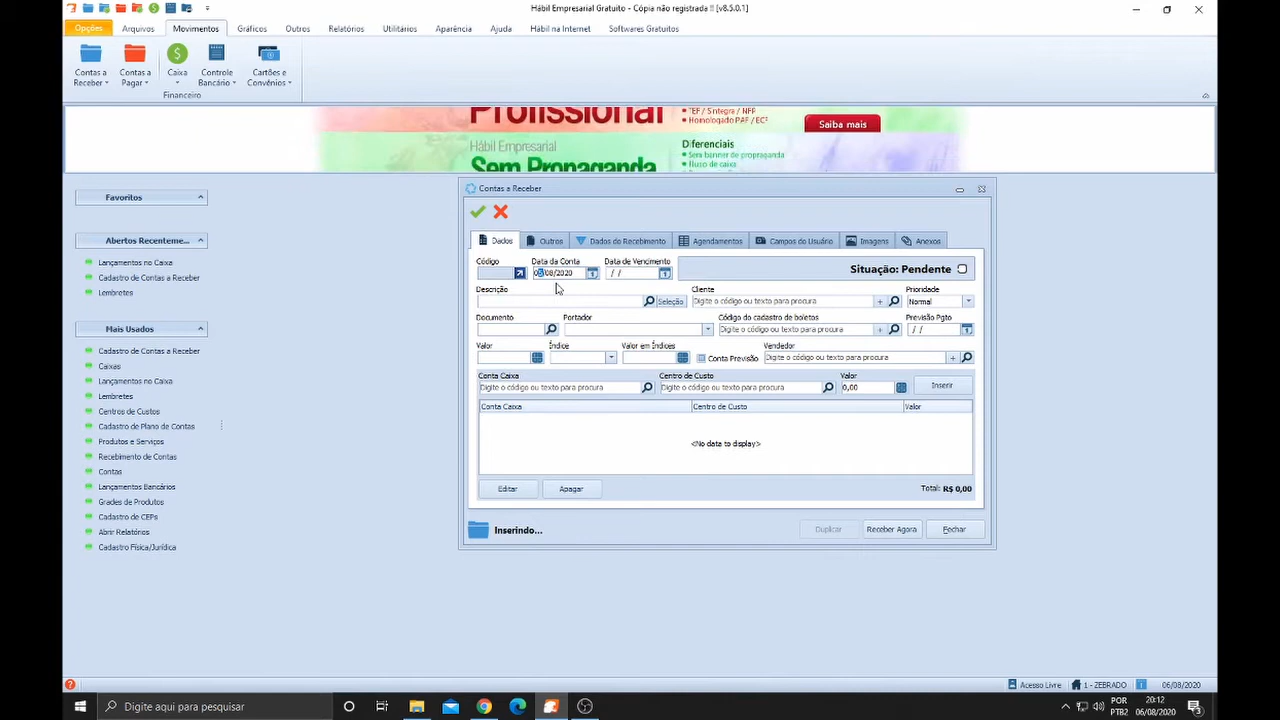 Hábil Empresarial Gratuito - Cópia não registrada !! [v8.5.0.1]
Opções Arquivos Movimentos Gráficos Outros Relatórios Utilitários Aparência Ajuda Hábil na Internet Softwares Gratuitos
Contas a Receber
Contas a Pagar
Caixa
Controle Bancário
Cartões e Convênios
Financeiro
Profissional
• TEF / Sintegra / NFP
• Homologado PAF / ECF
Saiba mais
Hábil Empresarial
Sem Propaganda
Diferenciais
• Sem banner de propraganda
• Fluxo de caixa
Favoritos
Abertos Recenteme...
Lançamentos no Caixa
Cadastro de Contas a Receber
Lembretes
Mais Usados
Cadastro de Contas a Receber
Caixas
Lançamentos no Caixa
Lembretes
Centros de Custos
Cadastro de Plano de Contas
Produtos e Serviços
Recebimento de Contas
Contas
Lançamentos Bancários
Grades de Produtos
Cadastro de CEPs
Abrir Relatórios
Cadastro Física/Jurídica
Contas a Receber
Dados Outros Dados do Recebimento Agendamentos Campos do Usuário Imagens Anexos
Código Data da Conta Data de Vencimento
/08/2020 / /
Situação: Pendente
Descrição Cliente Prioridade
Seleção Digite o código ou texto para procura + Normal
Documento Portador Código do cadastro de boletos Previsão Pgto
Digite o código ou texto para procura + / /
Valor Índice Valor em Índices Conta Previsão Vendedor
Digite o código ou texto para procura +
Conta Caixa Centro de Custo Valor
Digite o código ou texto para procura Digite o código ou texto para procura 0,00 Inserir
Conta Caixa Centro de Custo Valor
<No data to display>
Editar Apagar Total: R$ 0,00
Inserindo... Duplicar Receber Agora Fechar
Acesso Livre 1 - ZEBRADO 06/08/2020
Digite aqui para pesquisar
POR
PTB2
20:12
06/08/2020
3